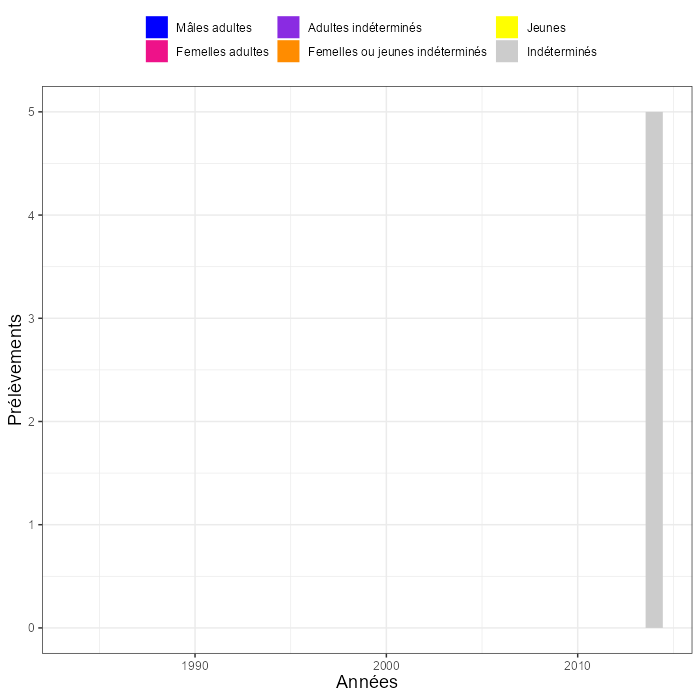 Mâles adultes Adultes indéterminés Jeunes
Femelles adultes Femelles ou jeunes indéterminés Indéterminés
5
4
3
2
1
0
Prélèvements
1990 2000 2010
Années